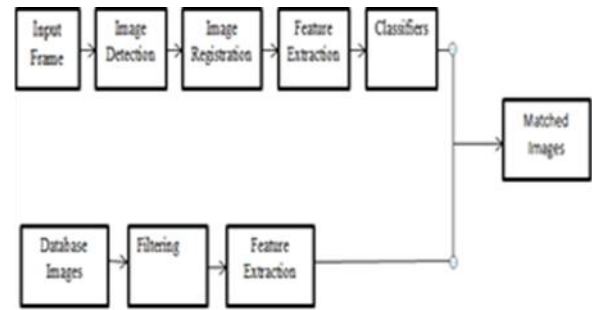 Input
Frame
Image
Detection
Image
Registration
Feature
Extraction
Classifiers
Matched
Images
Database
Images
Filtering
Feature
Extraction